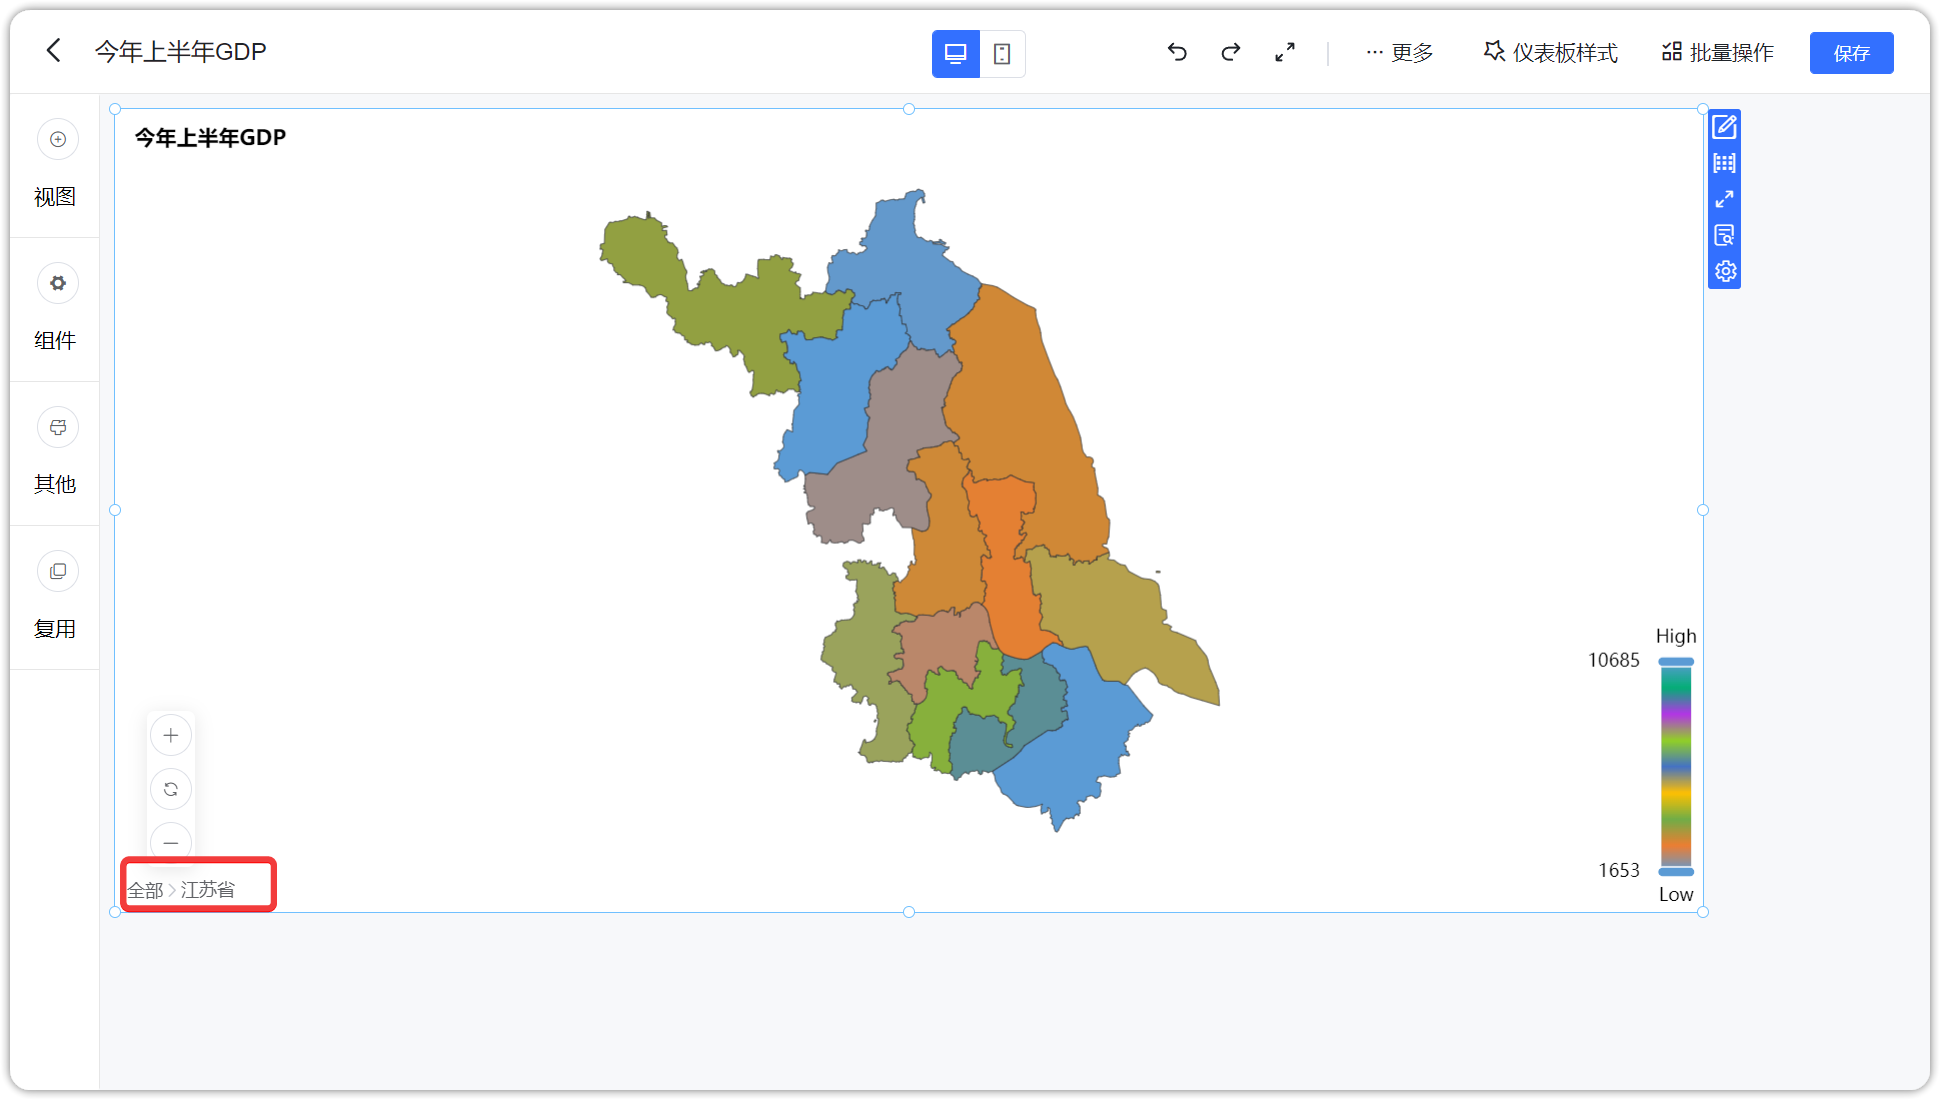 今年上半年GDP
更多
仪表板样式
批量操作
保存
视图
组件
其他
复用
今年上半年GDP
High
10685
1653
Low
全部
江苏省